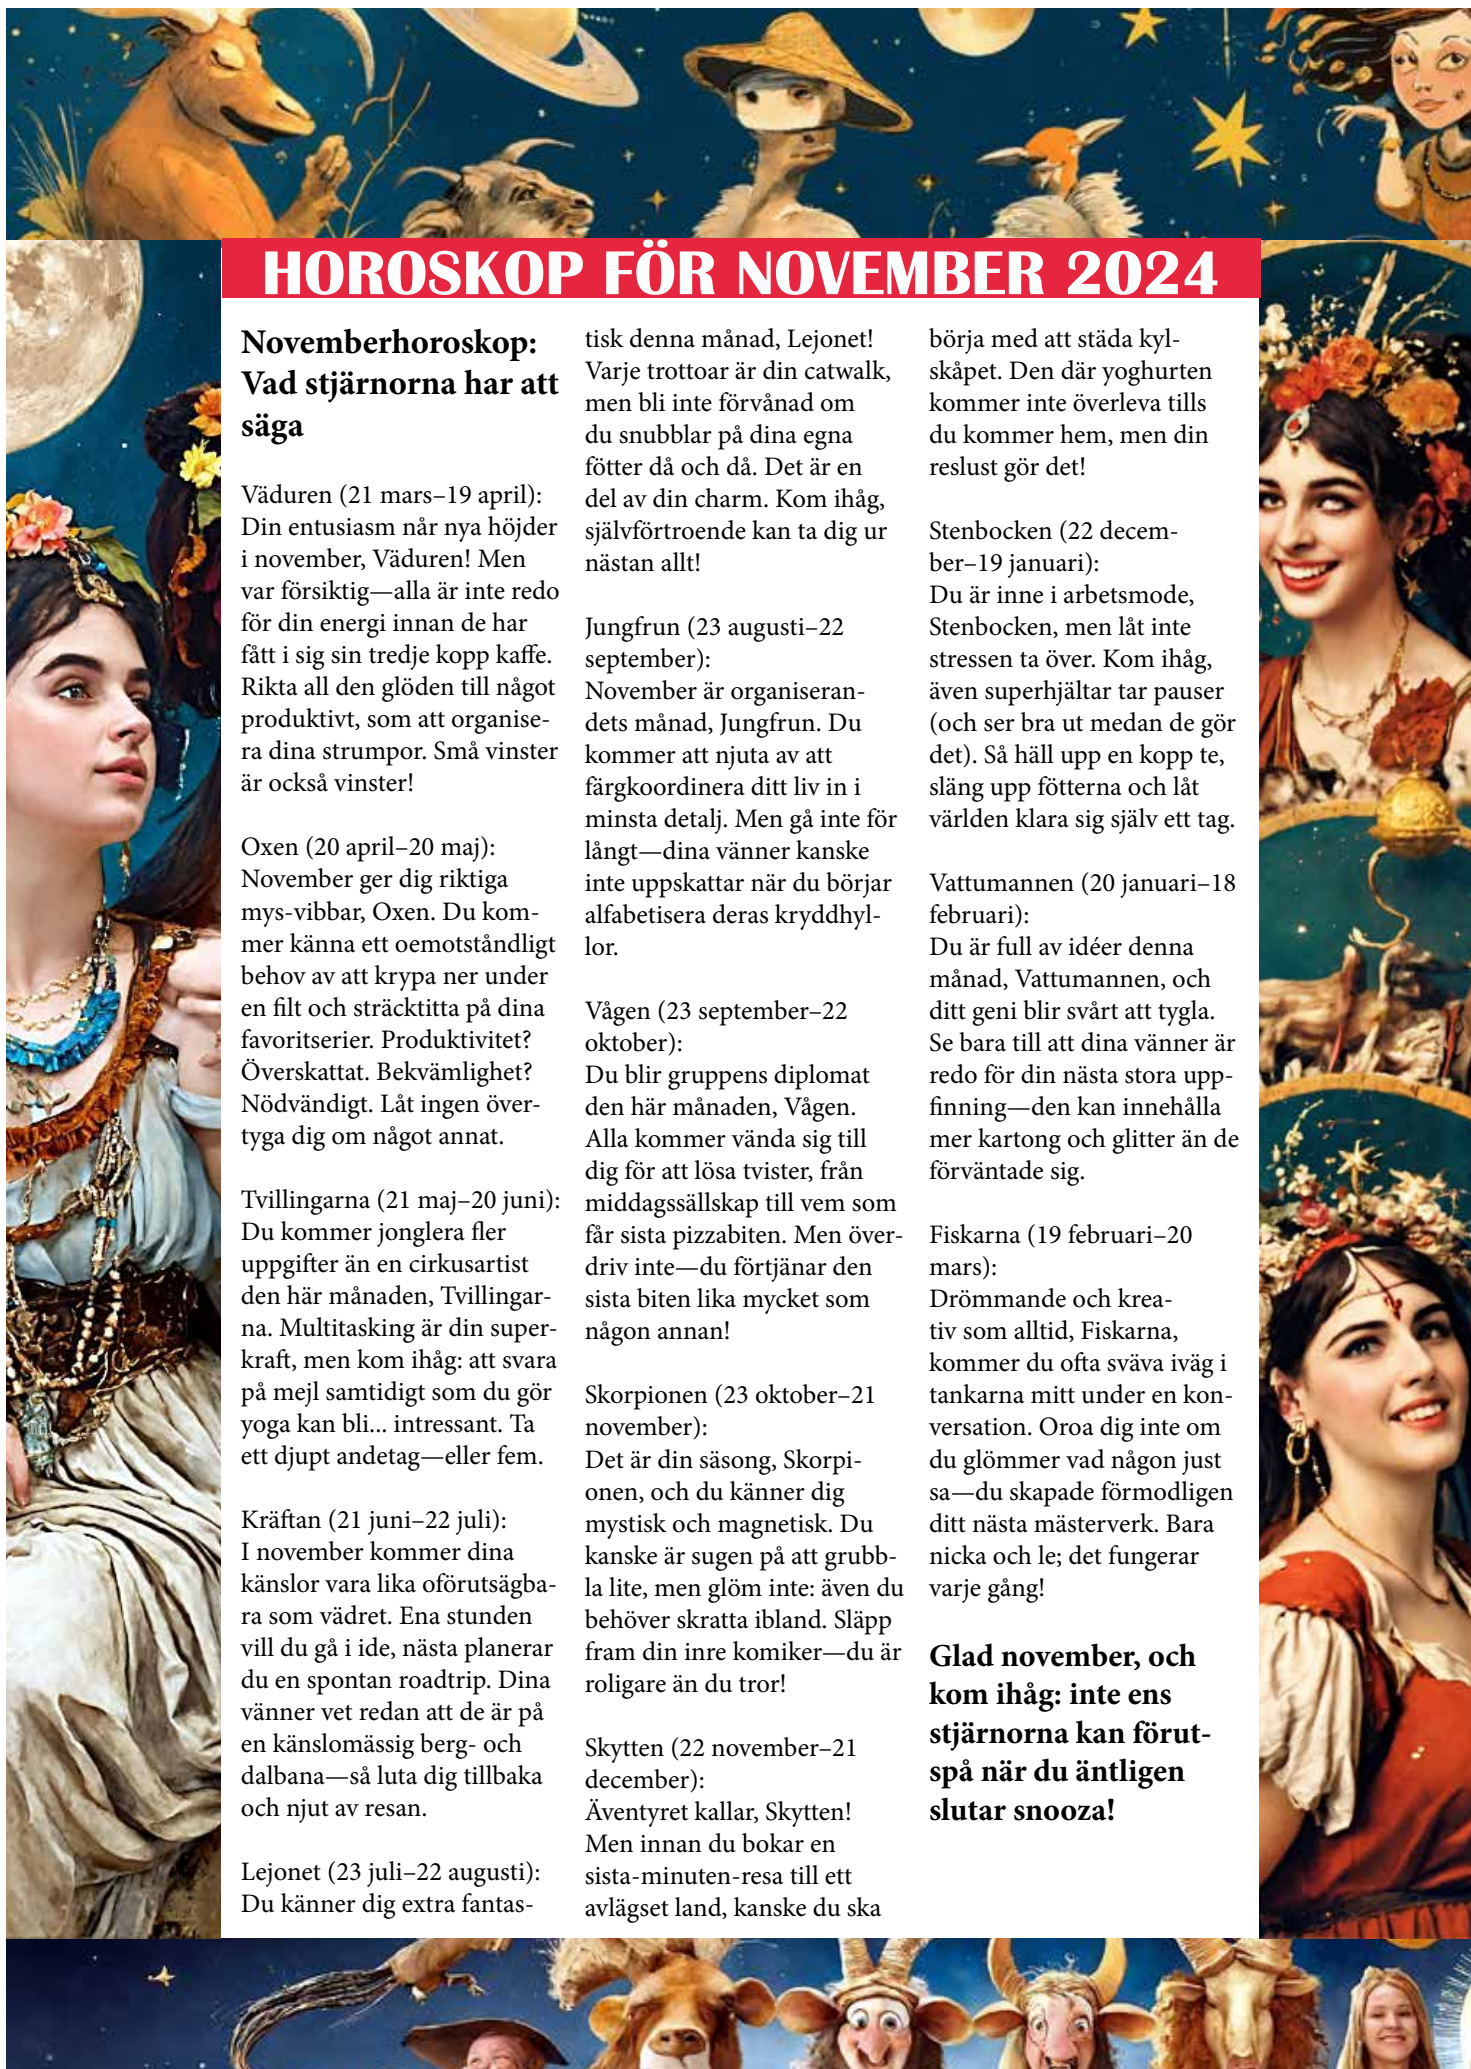 HOROSKOP FÖR NOVEMBER 2024
Novemberhoroskop:
Vad stjärnorna har att
säga
Väduren (21 mars–19 april):
Din entusiasm når nya höjder
i november, Väduren! Men
var försiktig—alla är inte redo
för din energi innan de har
fått i sig sin tredje kopp kaffe.
Rikta all den glöden till något
produktivt, som att organise-
ra dina strumpor. Små vinster
är också vinster!
Oxen (20 april–20 maj):
November ger dig riktiga
mys-vibbar, Oxen. Du kom-
mer känna ett oemotståndligt
behov av att krypa ner under
en filt och sträcktitta på dina
favoritserier. Produktivitet?
Överskattat. Bekvämlighet?
Nödvändigt. Låt ingen över-
tyga dig om något annat.
Tvillingarna (21 maj–20 juni):
Du kommer jonglera fler
uppgifter än en cirkusartist
den här månaden, Tvillingar-
na. Multitasking är din super-
kraft, men kom ihåg: att svara
på mejl samtidigt som du gör
yoga kan bli... intressant. Ta
ett djupt andetag—eller fem.
Kräftan (21 juni–22 juli):
I november kommer dina
känslor vara lika oförutsägba-
ra som vädret. Ena stunden
vill du gå i ide, nästa planerar
du en spontan roadtrip. Dina
vänner vet redan att de är på
en känslomässig berg- och
dalbana—så luta dig tillbaka
och njut av resan.
Lejonet (23 juli–22 augusti):
Du känner dig extra fantas-
tisk denna månad, Lejonet!
Varje trottoar är din catwalk,
men bli inte förvånad om
du snubblar på dina egna
fötter då och då. Det är en
del av din charm. Kom ihåg,
självförtroende kan ta dig ur
nästan allt!
Jungfrun (23 augusti–22
september):
November är organiseran-
dets månad, Jungfrun. Du
kommer att njuta av att
färgkoordinera ditt liv in i
minsta detalj. Men gå inte för
långt—dina vänner kanske
inte uppskattar när du börjar
alfabetisera deras kryddhyl-
lor.
Vågen (23 september–22
oktober):
Du blir gruppens diplomat
den här månaden, Vågen.
Alla kommer vända sig till
dig för att lösa tvister, från
middagssällskap till vem som
får sista pizzabiten. Men över-
driv inte—du förtjänar den
sista biten lika mycket som
någon annan!
Skorpionen (23 oktober–21
november):
Det är din säsong, Skorpi-
onen, och du känner dig
mystisk och magnetisk. Du
kanske är sugen på att grubb-
la lite, men glöm inte: även du
behöver skratta ibland. Släpp
fram din inre komiker—du är
roligare än du tror!
Skytten (22 november–21
december):
Äventyret kallar, Skytten!
Men innan du bokar en
sista-minuten-resa till ett
avlägset land, kanske du ska
börja med att städa kyl-
skåpet. Den där yoghurten
kommer inte överleva tills
du kommer hem, men din
reslust gör det!
Stenbocken (22 decem-
ber–19 januari):
Du är inne i arbetsmode,
Stenbocken, men låt inte
stressen ta över. Kom ihåg,
även superhjältar tar pauser
(och ser bra ut medan de gör
det). Så häll upp en kopp te,
släng upp fötterna och låt
världen klara sig själv ett tag.
Vattumannen (20 januari–18
februari):
Du är full av idéer denna
månad, Vattumannen, och
ditt geni blir svårt att tygla.
Se bara till att dina vänner är
redo för din nästa stora upp-
finning—den kan innehålla
mer kartong och glitter än de
förväntade sig.
Fiskarna (19 februari–20
mars):
Drömmande och krea-
tiv som alltid, Fiskarna,
kommer du ofta sväva iväg i
tankarna mitt under en kon-
versation. Oroa dig inte om
du glömmer vad någon just
sa—du skapade förmodligen
ditt nästa mästerverk. Bara
nicka och le; det fungerar
varje gång!
Glad november, och
kom ihåg: inte ens
stjärnorna kan förut-
spå när du äntligen
slutar snooza!